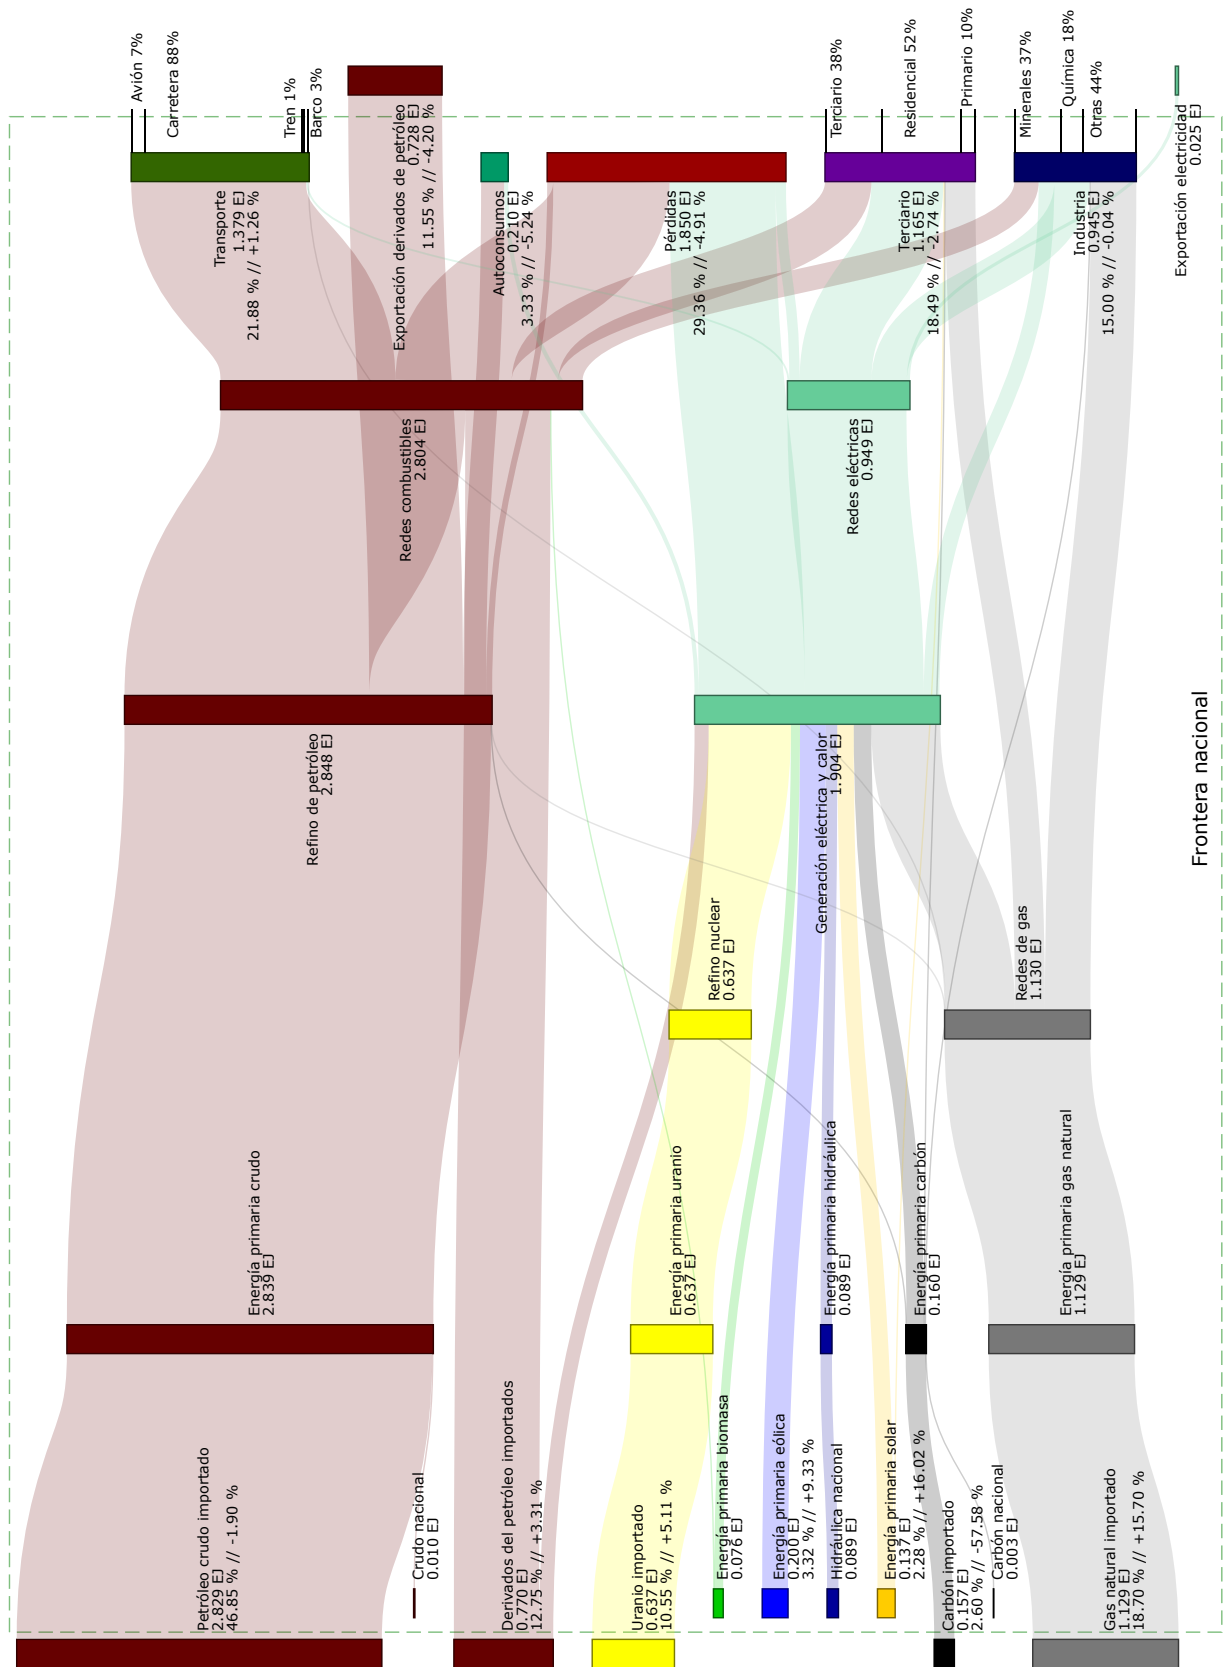 Petróleo crudo importado
2.829 EJ
46.85 % // -1.90 %
Crudo nacional
0.010 EJ
Derivados del petróleo importados
0.770 EJ
12.75 % // +3.31 %
Uranio importado
0.637 EJ
10.55 % // +5.11 %
Energía primaria biomasa
0.076 EJ
Energía primaria eólica
0.200 EJ
3.32 % // +9.33 %
Hidráulica nacional
0.089 EJ
Energía primaria solar
0.137 EJ
2.28 % // +16.02 %
Carbón importado
0.157 EJ
2.60 % // -57.58 %
Carbón nacional
0.003 EJ
Gas natural importado
1.129 EJ
18.70 % // +15.70 %
Energía primaria crudo
2.839 EJ
Energía primaria uranio
0.637 EJ
Energía primaria hidráulica
0.089 EJ
Energía primaria carbón
0.160 EJ
Energía primaria gas natural
1.129 EJ
Refino nuclear
0.637 EJ
Redes de gas
1.130 EJ
Refino de petróleo
2.848 EJ
Generación eléctrica y calor
1.904 EJ
Redes combustibles
2.804 EJ
Redes eléctricas
0.949 EJ
Transporte
1.379 EJ
21.88 % // +1.26 %
Exportación derivados de petróleo
0.728 EJ
11.55 % // -4.20 %
Autoconsumos
0.210 EJ
3.33 % // -5.24 %
Pérdidas
1.850 EJ
29.36 % // -4.91 %
Terciario
1.165 EJ
18.49 % // -2.74 %
Industria
0.945 EJ
15.00 % // -0.04 %
Exportación electricidad
0.025 EJ
Avión 7%
Carretera 88%
Tren 1%
Barco 3%
Terciario 38%
Residencial 52%
Primario 10%
Minerales 37%
Química 18%
Otras 44%
Frontera nacional